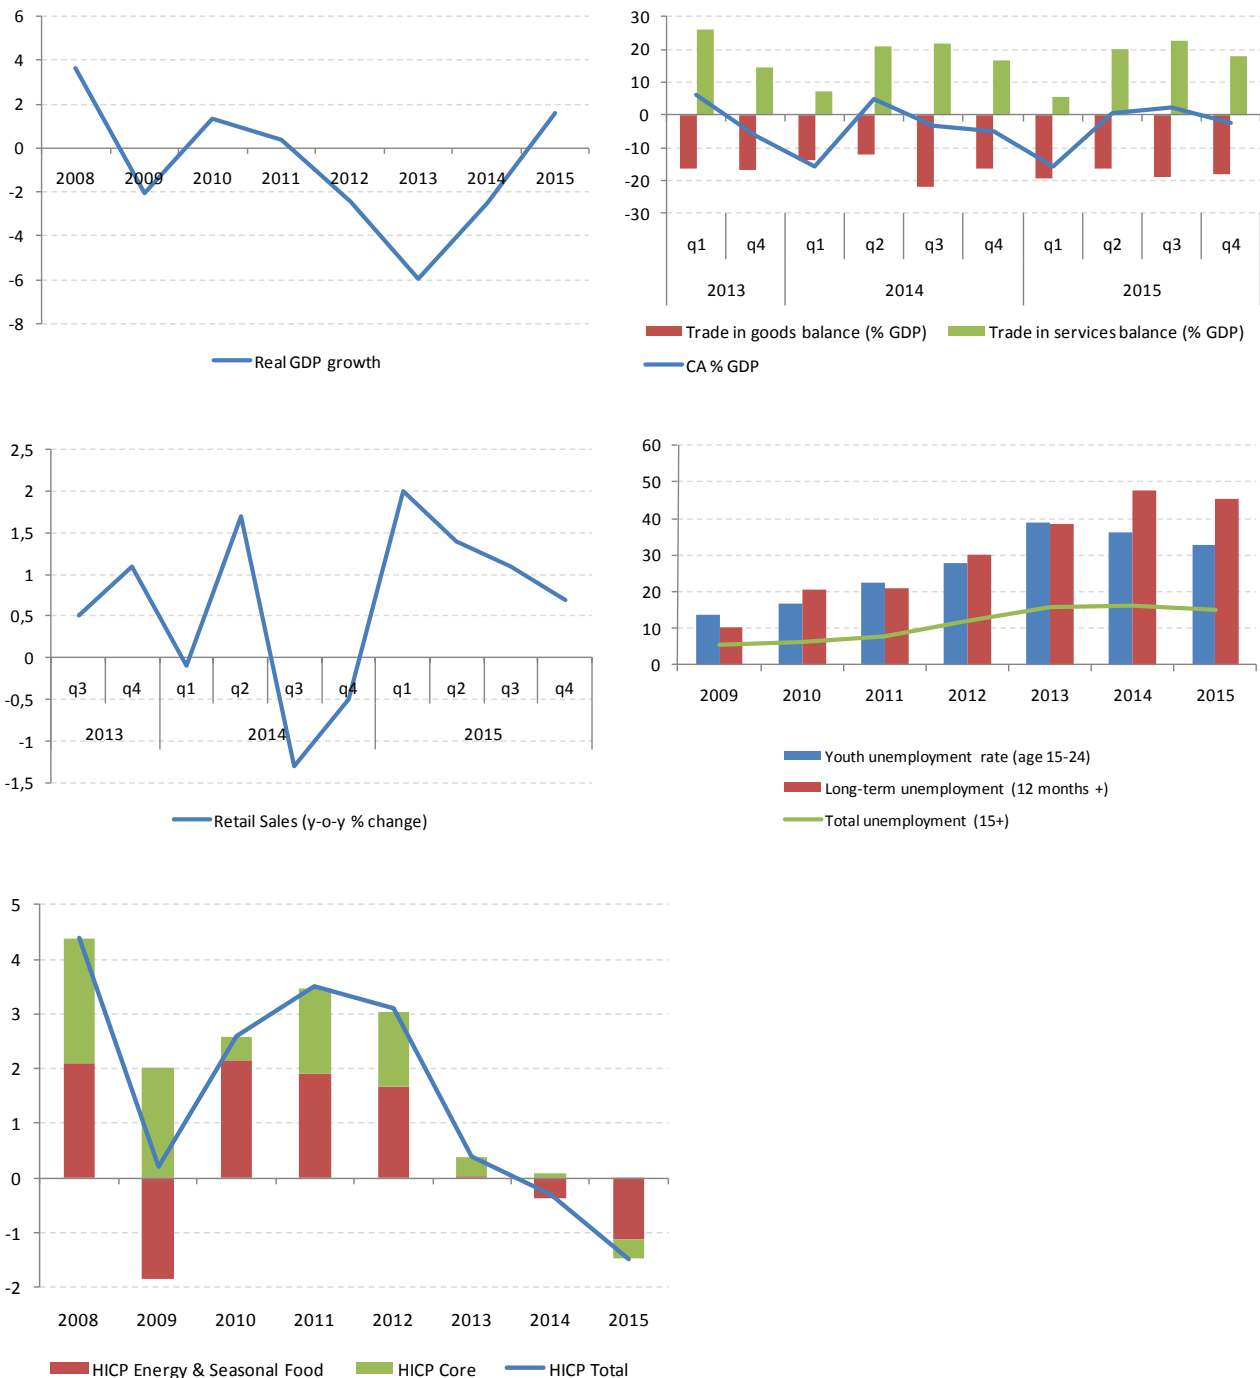 6
4
2
0
-2
-4
-6
-8
2008 2009 2010 2011 2012 2013 2014 2015
Real GDP growth
30
20
10
0
-10
-20
-30
q1 q4 q1 q2 q3 q4 q1 q2 q3 q4
2013 2014 2015
Trade in goods balance (% GDP) Trade in services balance (% GDP)
CA % GDP
2,5
2
1,5
1
0,5
0
-0,5
-1
-1,5
q3 q4 q1 q2 q3 q4 q1 q2 q3 q4
2013 2014 2015
Retail Sales (y-o-y % change)
60
50
40
30
20
10
0
2009 2010 2011 2012 2013 2014 2015
Youth unemployment rate (age 15-24)
Long-term unemployment (12 months +)
Total unemployment (15+)
5
4
3
2
1
0
-1
-2
2008 2009 2010 2011 2012 2013 2014 2015
HICP Energy & Seasonal Food HICP Core HICP Total